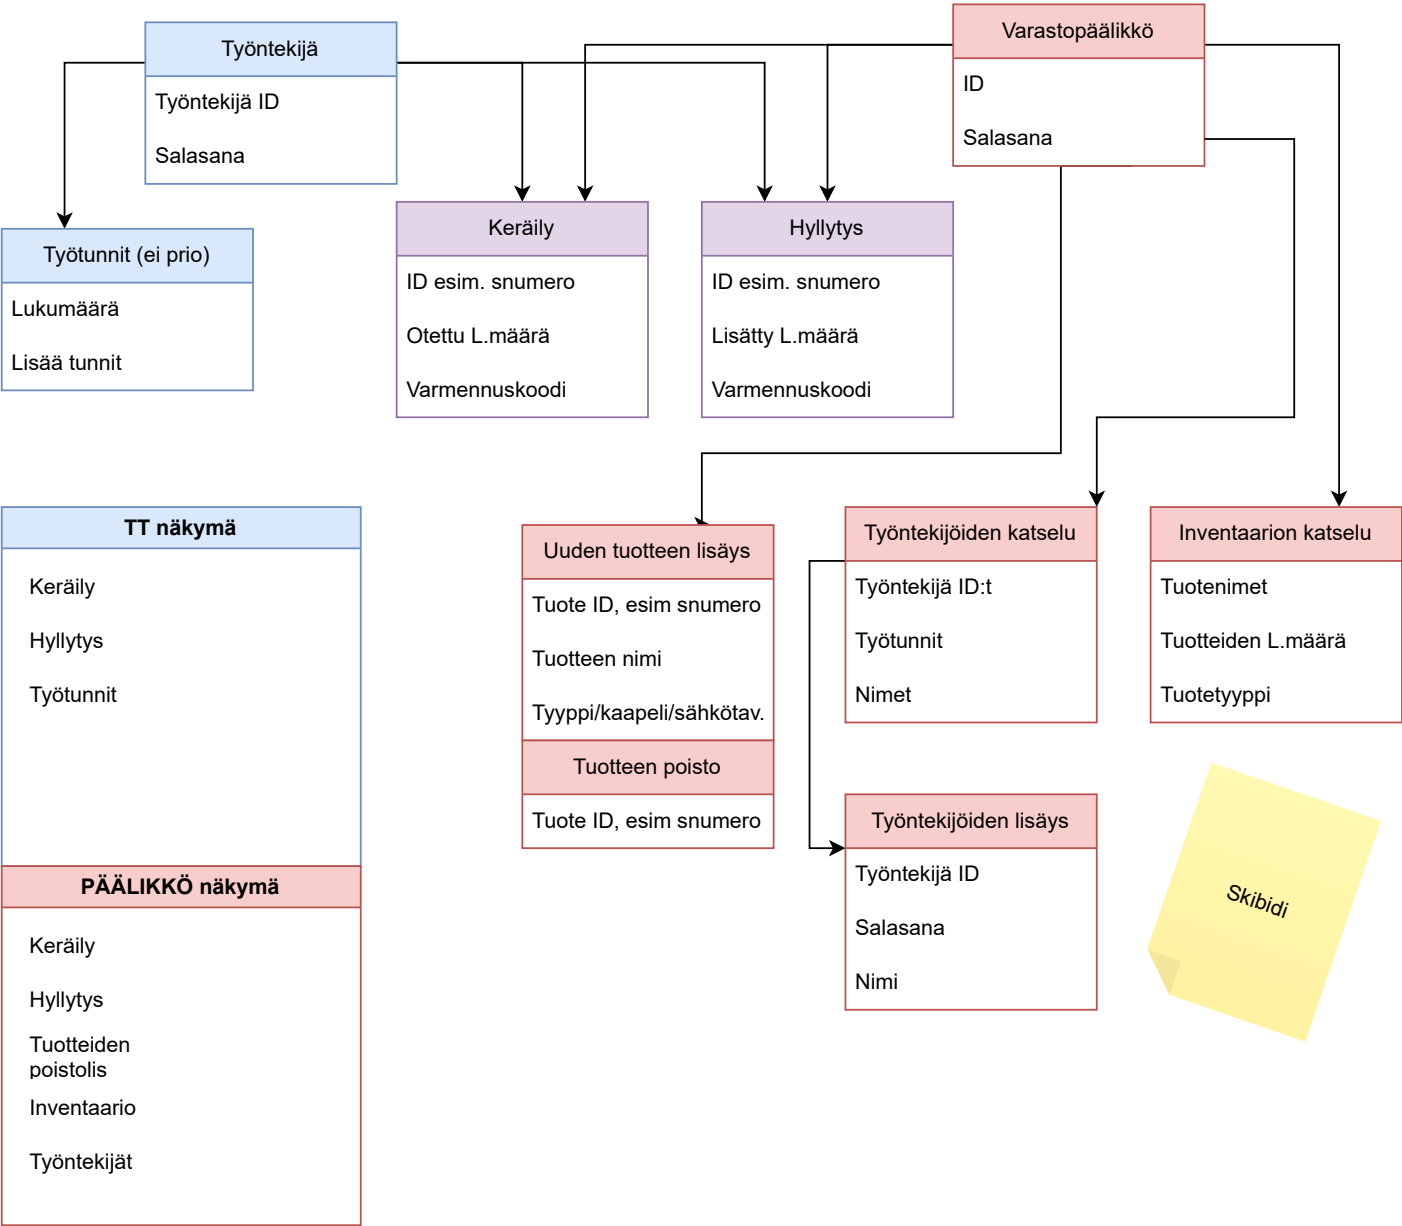 Työntekijä
Työntekijä ID
Salasana
Varastopäälikkö
ID
Salasana
Työtunnit (ei prio)
Lukumäärä
Lisää tunnit
Keräily
ID esim. snumero
Otettu L.määrä
Varmennuskoodi
Hyllytys
ID esim. snumero
Lisätty L.määrä
Varmennuskoodi
TT näkymä
Keräily
Hyllytys
Työtunnit
PÄÄLIKKÖ näkymä
Keräily
Hyllytys
Tuotteiden
poistolis
Inventaario
Työntekijät
Uuden tuotteen lisäys
Tuote ID, esim snumero
Tuotteen nimi
Tyyppi/kaapeli/sähkötav.
Tuotteen poisto
Tuote ID, esim snumero
Työntekijöiden katselu
Työntekijä ID:t
Työtunnit
Nimet
Työntekijöiden lisäys
Työntekijä ID
Salasana
Nimi
Inventaarion katselu
Tuotenimet
Tuotteiden L.määrä
Tuotetyyppi
Skibidi